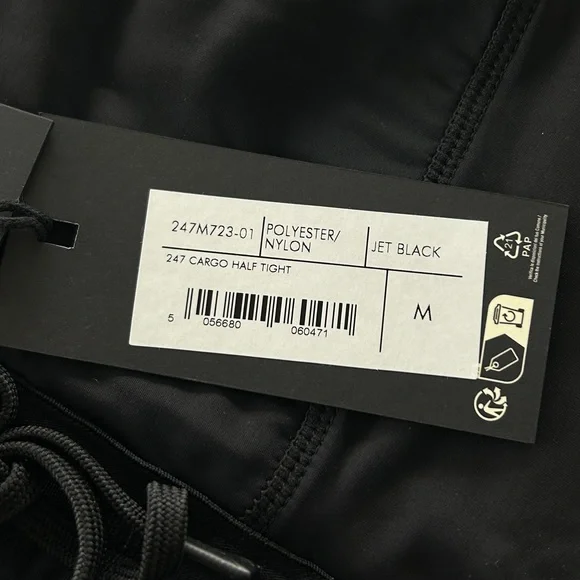 247M723-01
POLYESTER/
NYLON
JET BLACK
247 CARGO HALF TIGHT
5 056680 060471
M
21
PAP